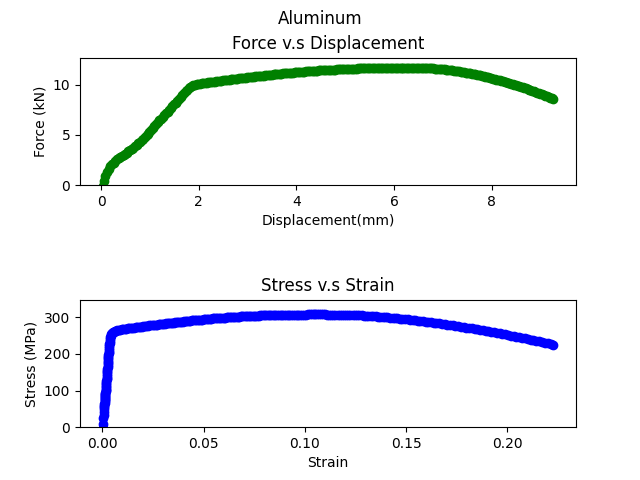 Aluminum
Force v.s Displacement
Force (kN)
10
5
0
0 2 4 6 8
Displacement(mm)
Stress v.s Strain
Stress (MPa)
300
200
100
0
0.00 0.05 0.10 0.15 0.20
Strain